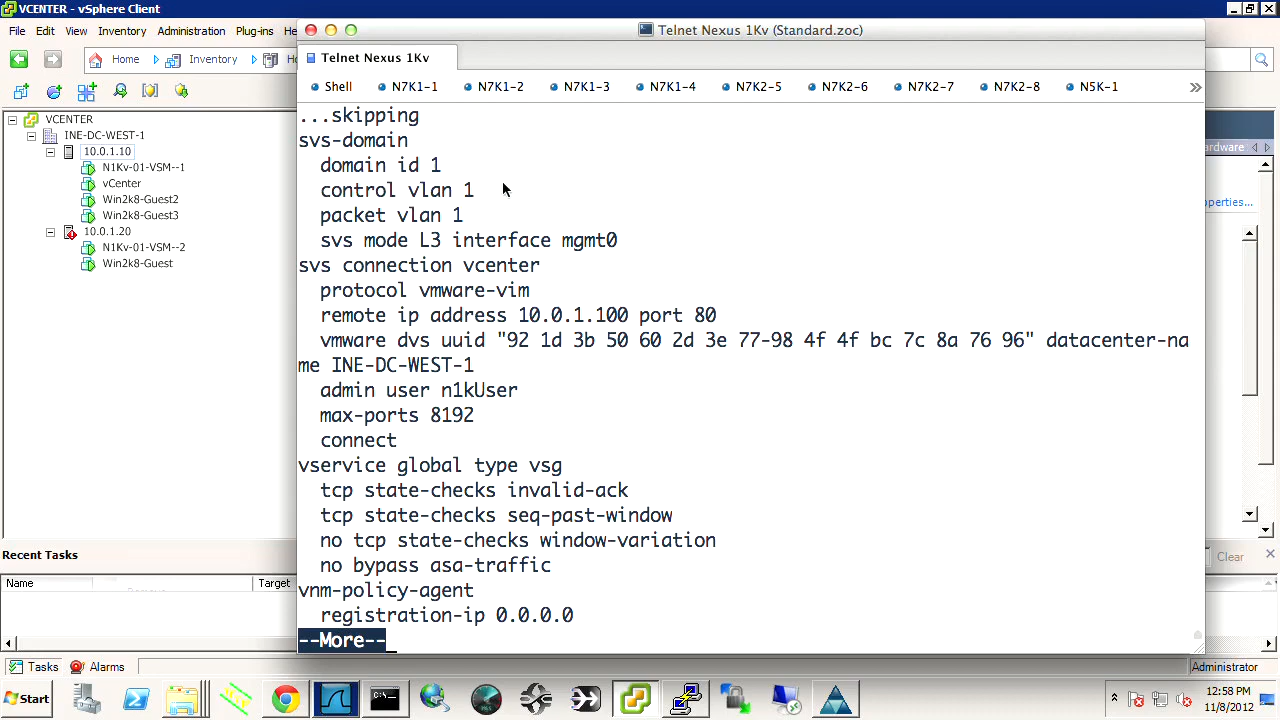 VCENTER - vSphere Client
File Edit View Inventory Administration Plug-ins He
Home Inventory Ho
VCENTER
INE-DC-WEST-1
10.0.1.10
N1Kv-01-VSM--1
vCenter
Win2k8-Guest2
Win2k8-Guest3
10.0.1.20
N1Kv-01-VSM--2
Win2k8-Guest
Telnet Nexus 1Kv (Standard.zoc)
Telnet Nexus 1Kv
Shell N7K1-1 N7K1-2 N7K1-3 N7K1-4 N7K2-5 N7K2-6 N7K2-7 N7K2-8 N5K-1
...skipping
svs-domain
domain id 1
control vlan 1
packet vlan 1
svs mode L3 interface mgmt0
svs connection vcenter
protocol vmware-vim
remote ip address 10.0.1.100 port 80
vmware dvs uuid "92 1d 3b 50 60 2d 3e 77-98 4f 4f bc 7c 8a 76 96" datacenter-na
me INE-DC-WEST-1
admin user n1kUser
max-ports 8192
connect
vservice global type vsg
tcp state-checks invalid-ack
tcp state-checks seq-past-window
no tcp state-checks window-variation
no bypass asa-traffic
vnm-policy-agent
registration-ip 0.0.0.0
--More--
ardware
operties...
Recent Tasks
Clear
Name Target
Tasks Alarms
Administrator
Start
12:58 PM
11/8/2012